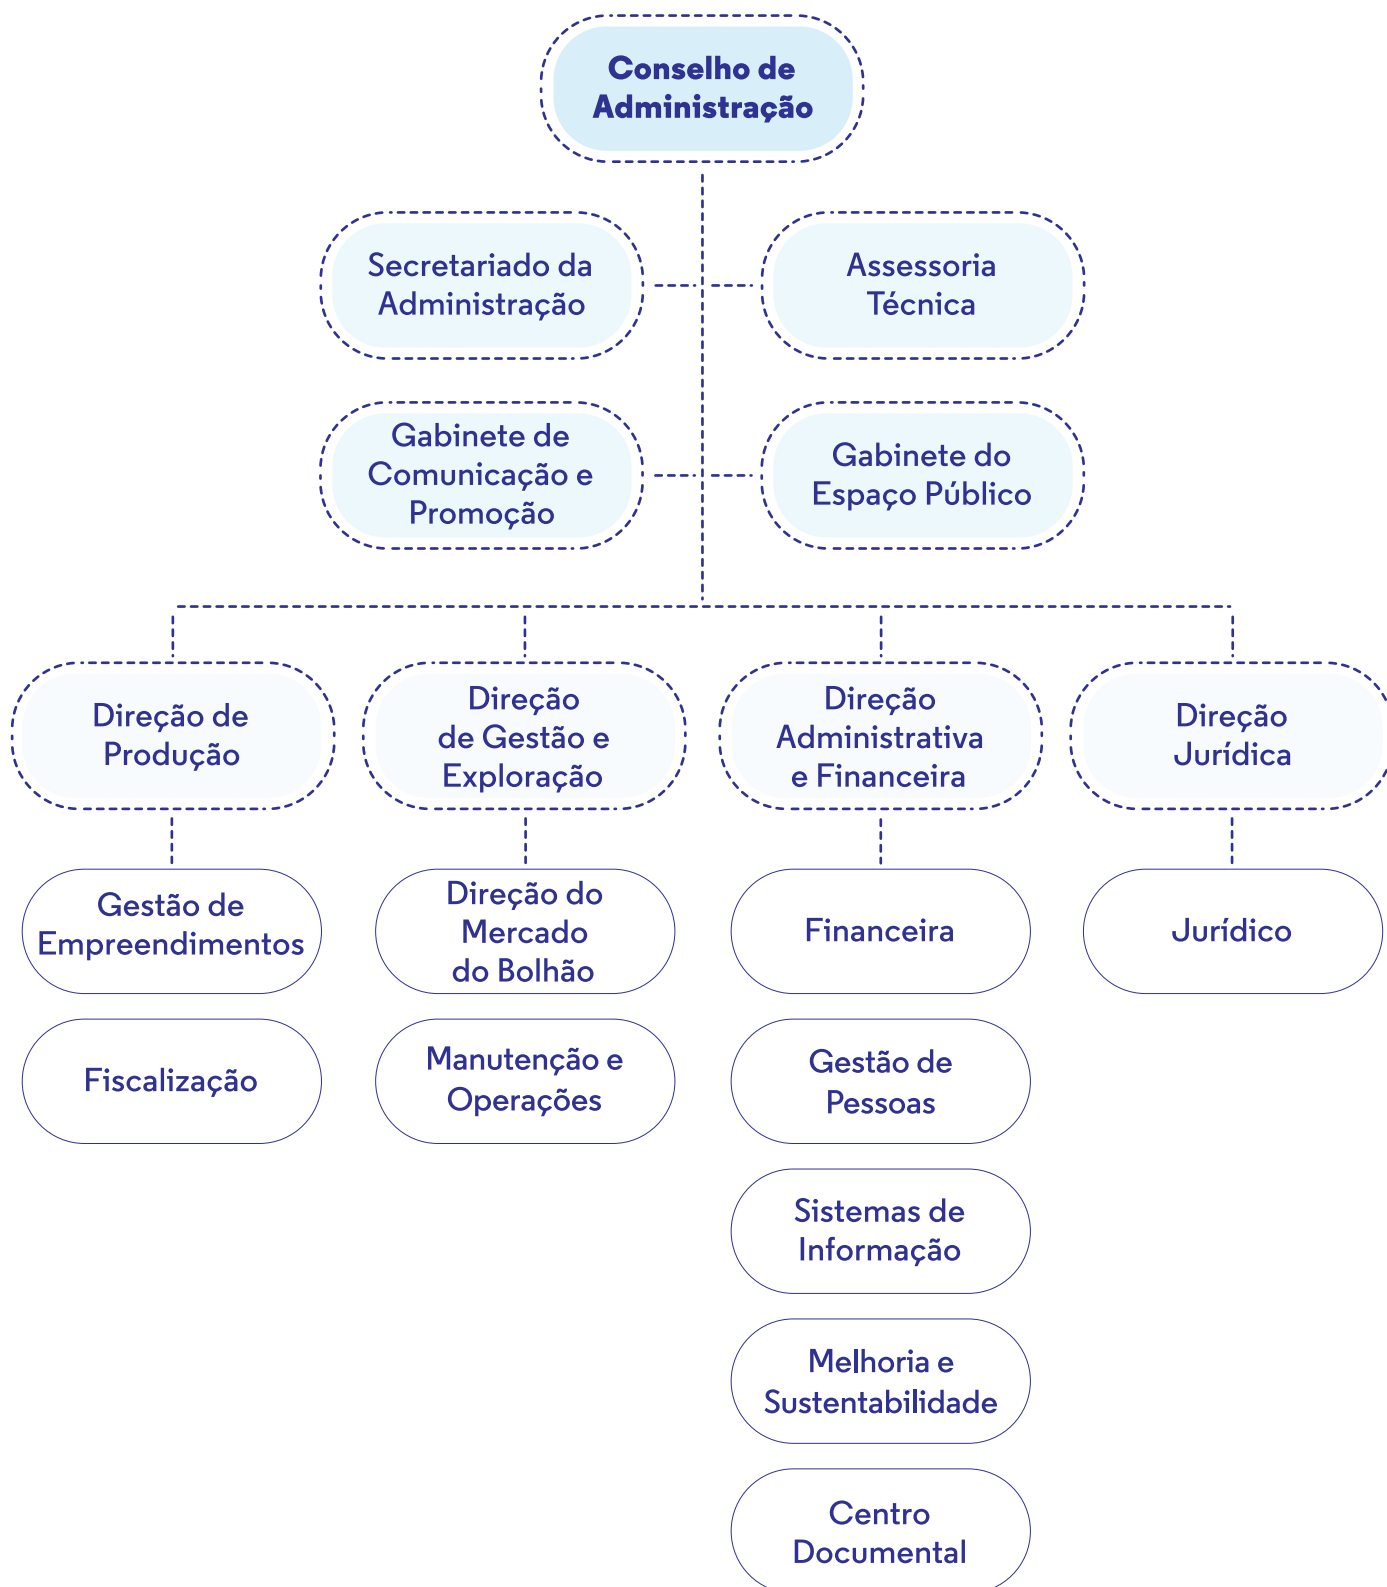 Conselho de
Administração
Secretariado da
Administração
Assessoria
Técnica
Gabinete de
Comunicação e
Promoção
Gabinete do
Espaço Público
Direção de
Produção
Direção
de Gestão e
Exploração
Direção
Administrativa
e Financeira
Direção
Jurídica
Gestão de
Empreendimentos
Direção do
Mercado
do Bolhão
Financeira
Jurídico
Fiscalização
Manutenção e
Operações
Gestão de
Pessoas
Sistemas de
Informação
Melhoria e
Sustentabilidade
Centro
Documental